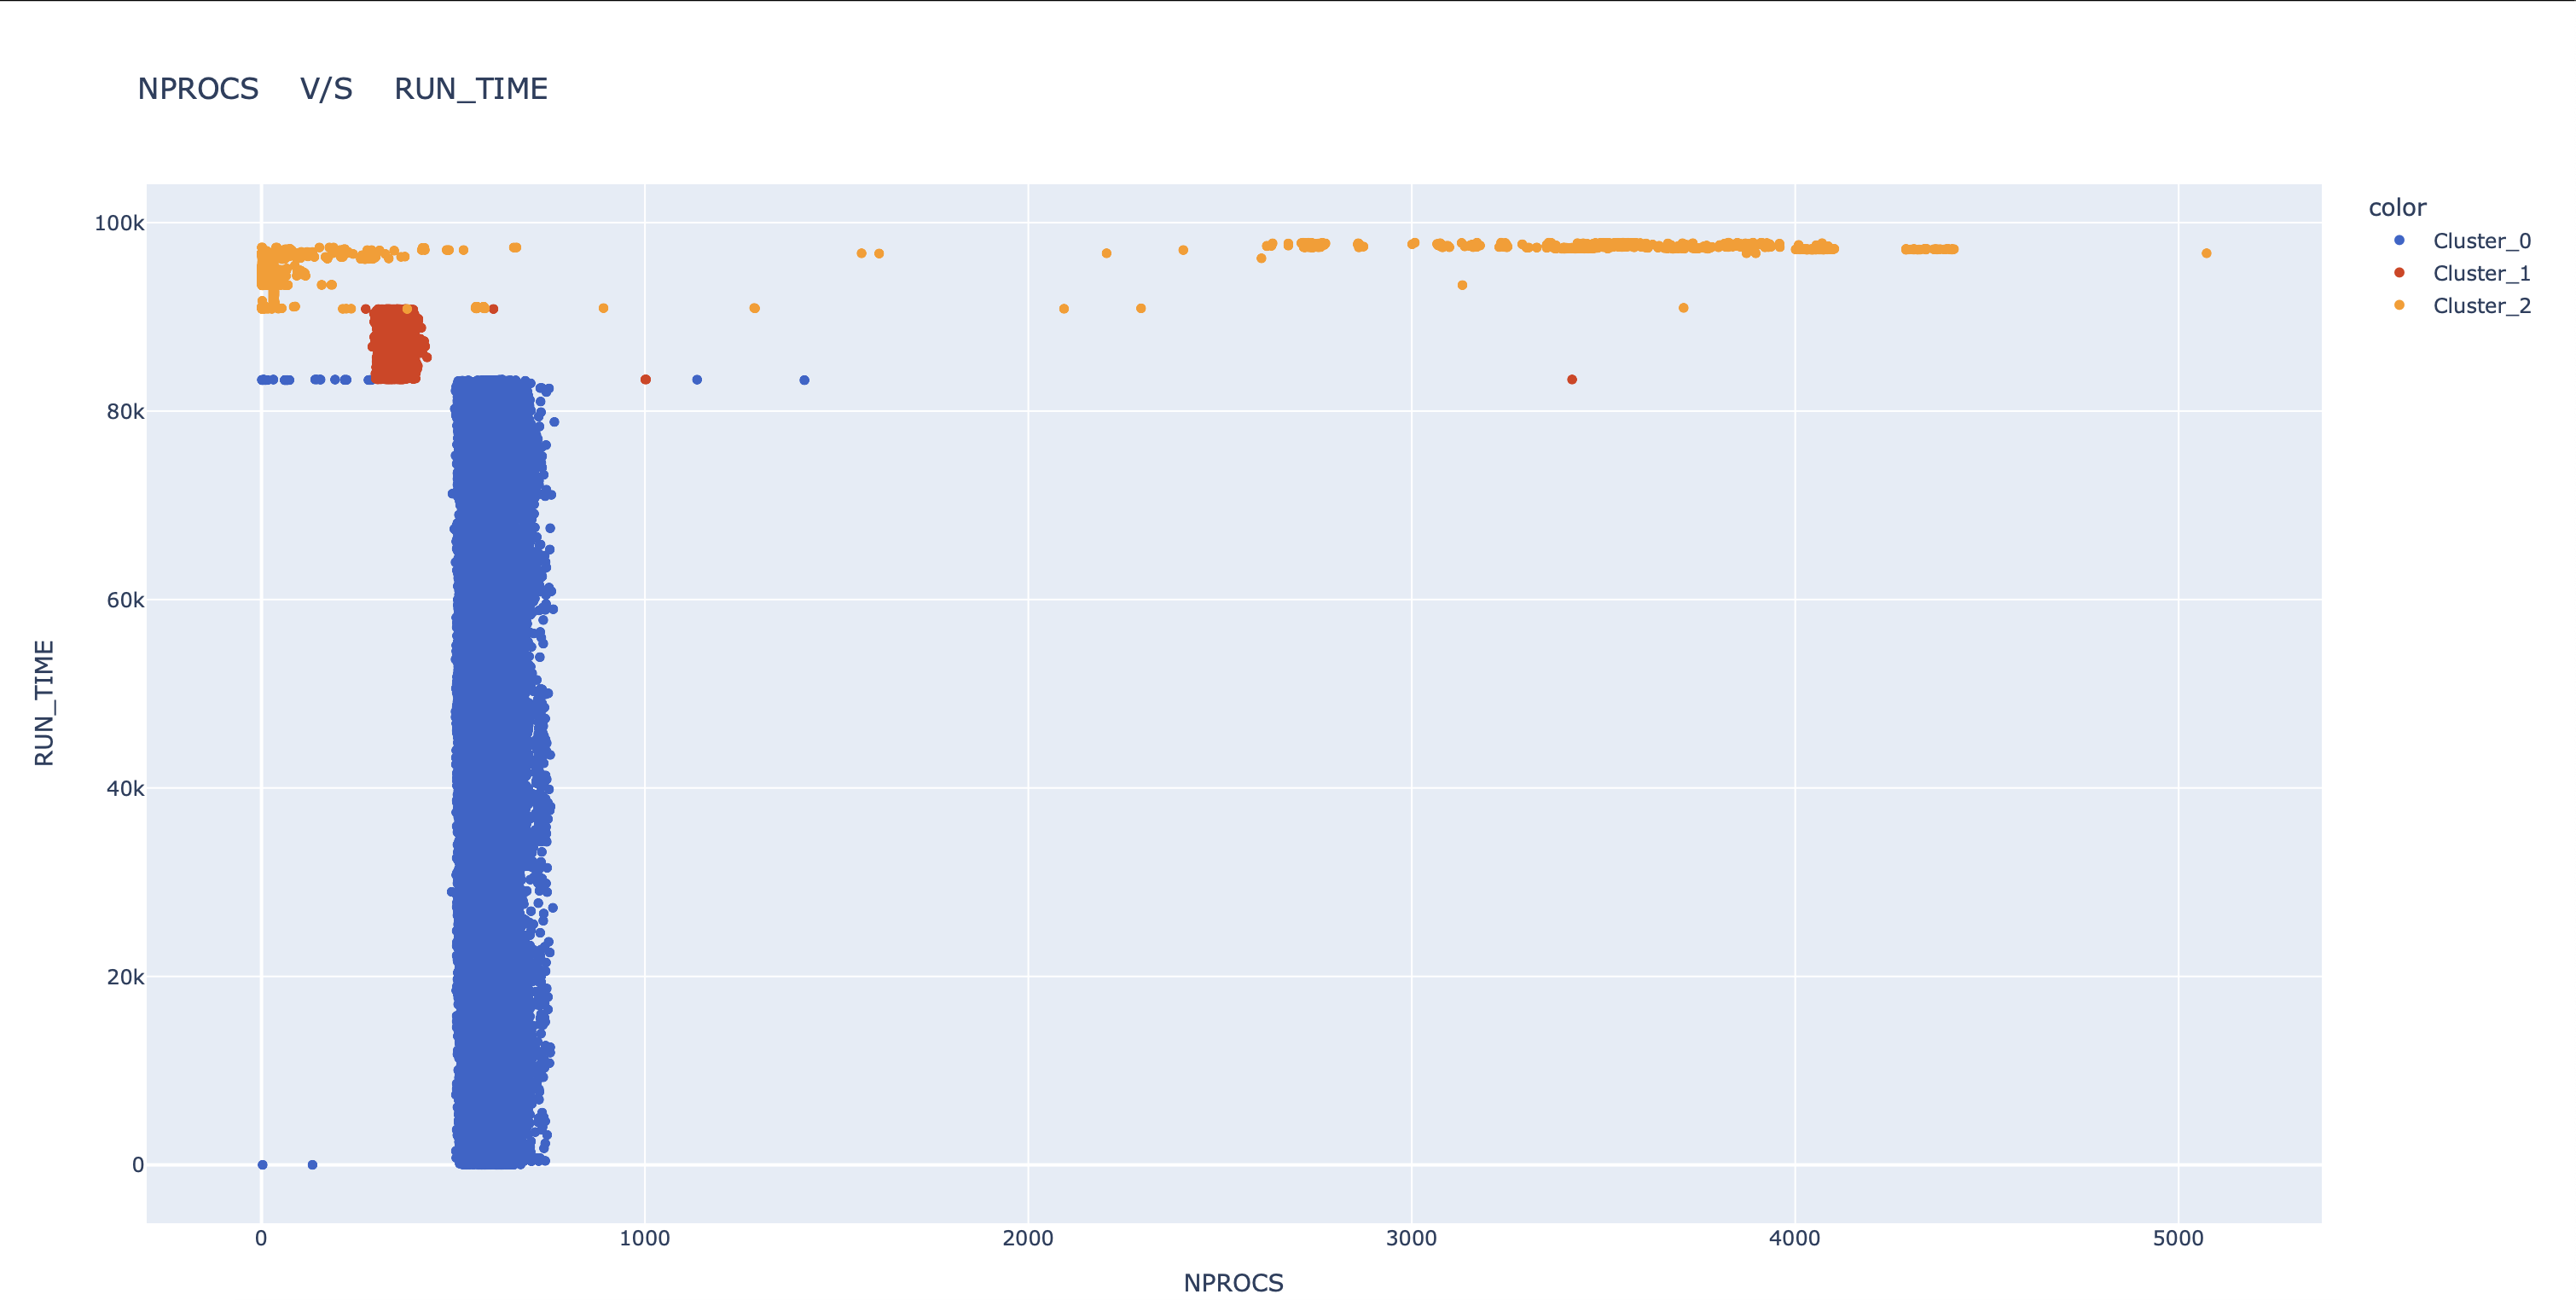 NPROCS V/S RUN_TIME
color
Cluster_0
Cluster_1
Cluster_2
100k
80k
60k
40k
20k
0
RUN_TIME
0 1000 2000 3000 4000 5000
NPROCS